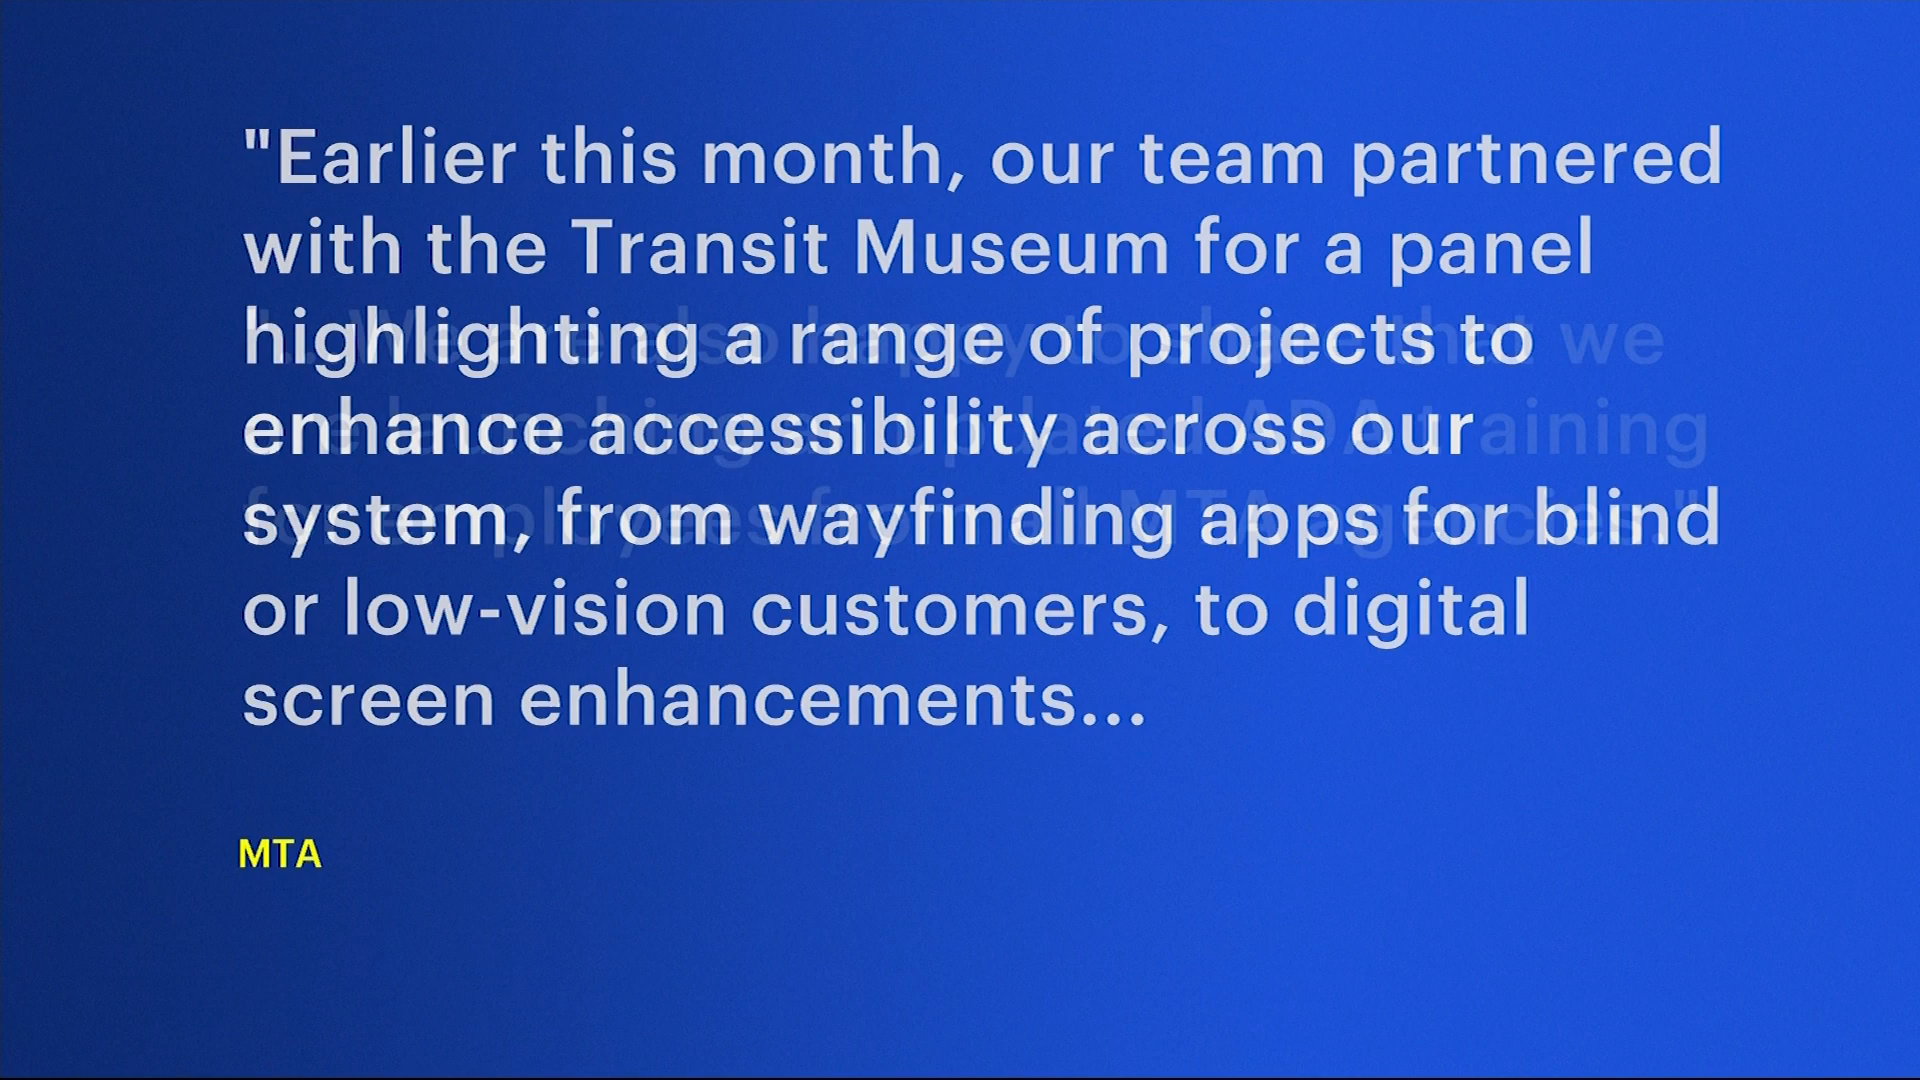 "Earlier this month, our team partnered
with the Transit Museum for a panel
highlighting a range of projects to
enhance accessibility across our
system, from wayfinding apps for blind
or low-vision customers, to digital
screen enhancements...
MTA